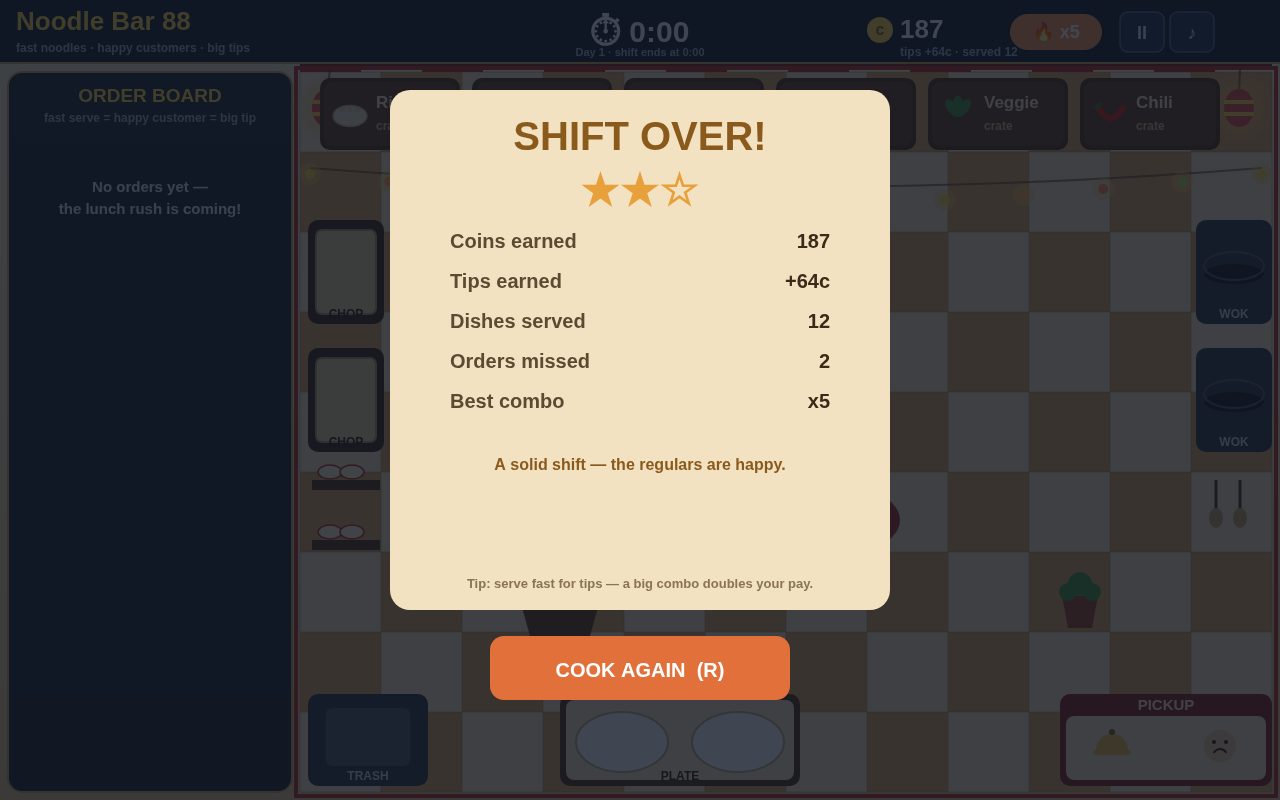 Noodle Bar 88
fast noodles · happy customers · big tips
0:00
Day 1 · shift ends at 0:00
C
187
tips +64c · served 12
🔥 x5
⏸
♪
ORDER BOARD
fast serve = happy customer = big tip
No orders yet —
the lunch rush is coming!
Veggie
crate
Chili
crate
CHOP
CHOP
WOK
WOK
SHIFT OVER!
★★☆
Coins earned 187
Tips earned +64c
Dishes served 12
Orders missed 2
Best combo x5
A solid shift — the regulars are happy.
Tip: serve fast for tips — a big combo doubles your pay.
COOK AGAIN (R)
TRASH
PLATE
PICKUP